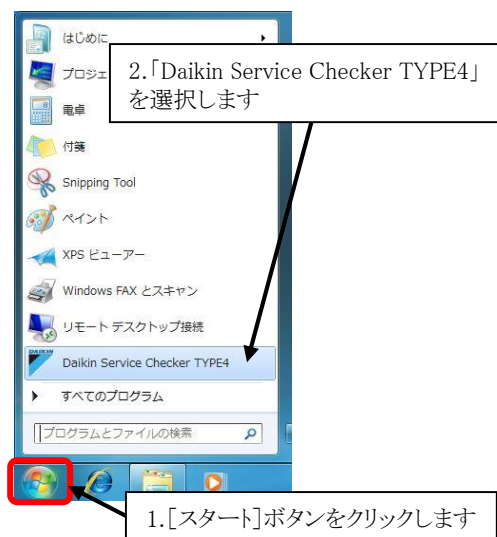 はじめに
プロジェ
2.「Daikin Service Checker TYPE4」
を選択します
電卓
付箋
Snipping Tool
ペイント
XPS ビューアー
Windows FAX とスキャン
リモート デスクトップ接続
DAIKIN
Daikin Service Checker TYPE4
すべてのプログラム
プログラムとファイルの検索
1.[スタート]ボタンをクリックします